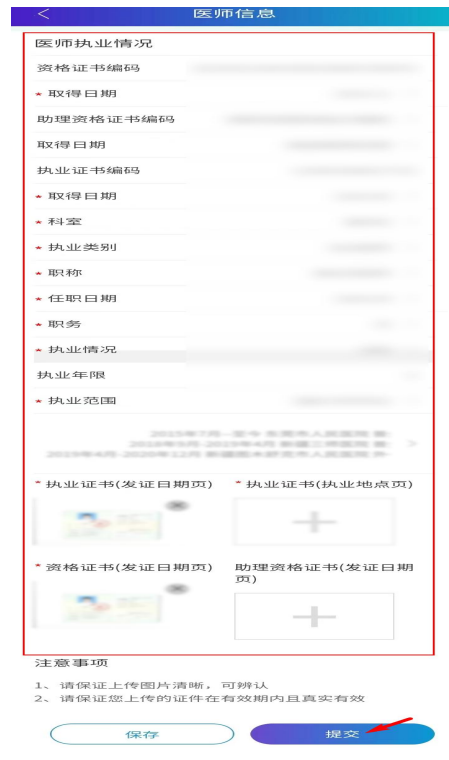 医师信息
医师执业情况
资格证书编码
* 取得日期
助理资格证书编码
取得日期
执业证书编码
* 取得日期
* 科室
* 执业类别
* 职称
* 任职日期
* 职务
* 执业情况
执业年限
* 执业范围
* 执业证书(发证日期页) * 执业证书(执业地点页)
* 资格证书(发证日期页) 助理资格证书(发证日期
页)
注意事项
1、请保证上传图片清晰，可辨认
2、请保证您上传的证件在有效期内且真实有效
保存 提交